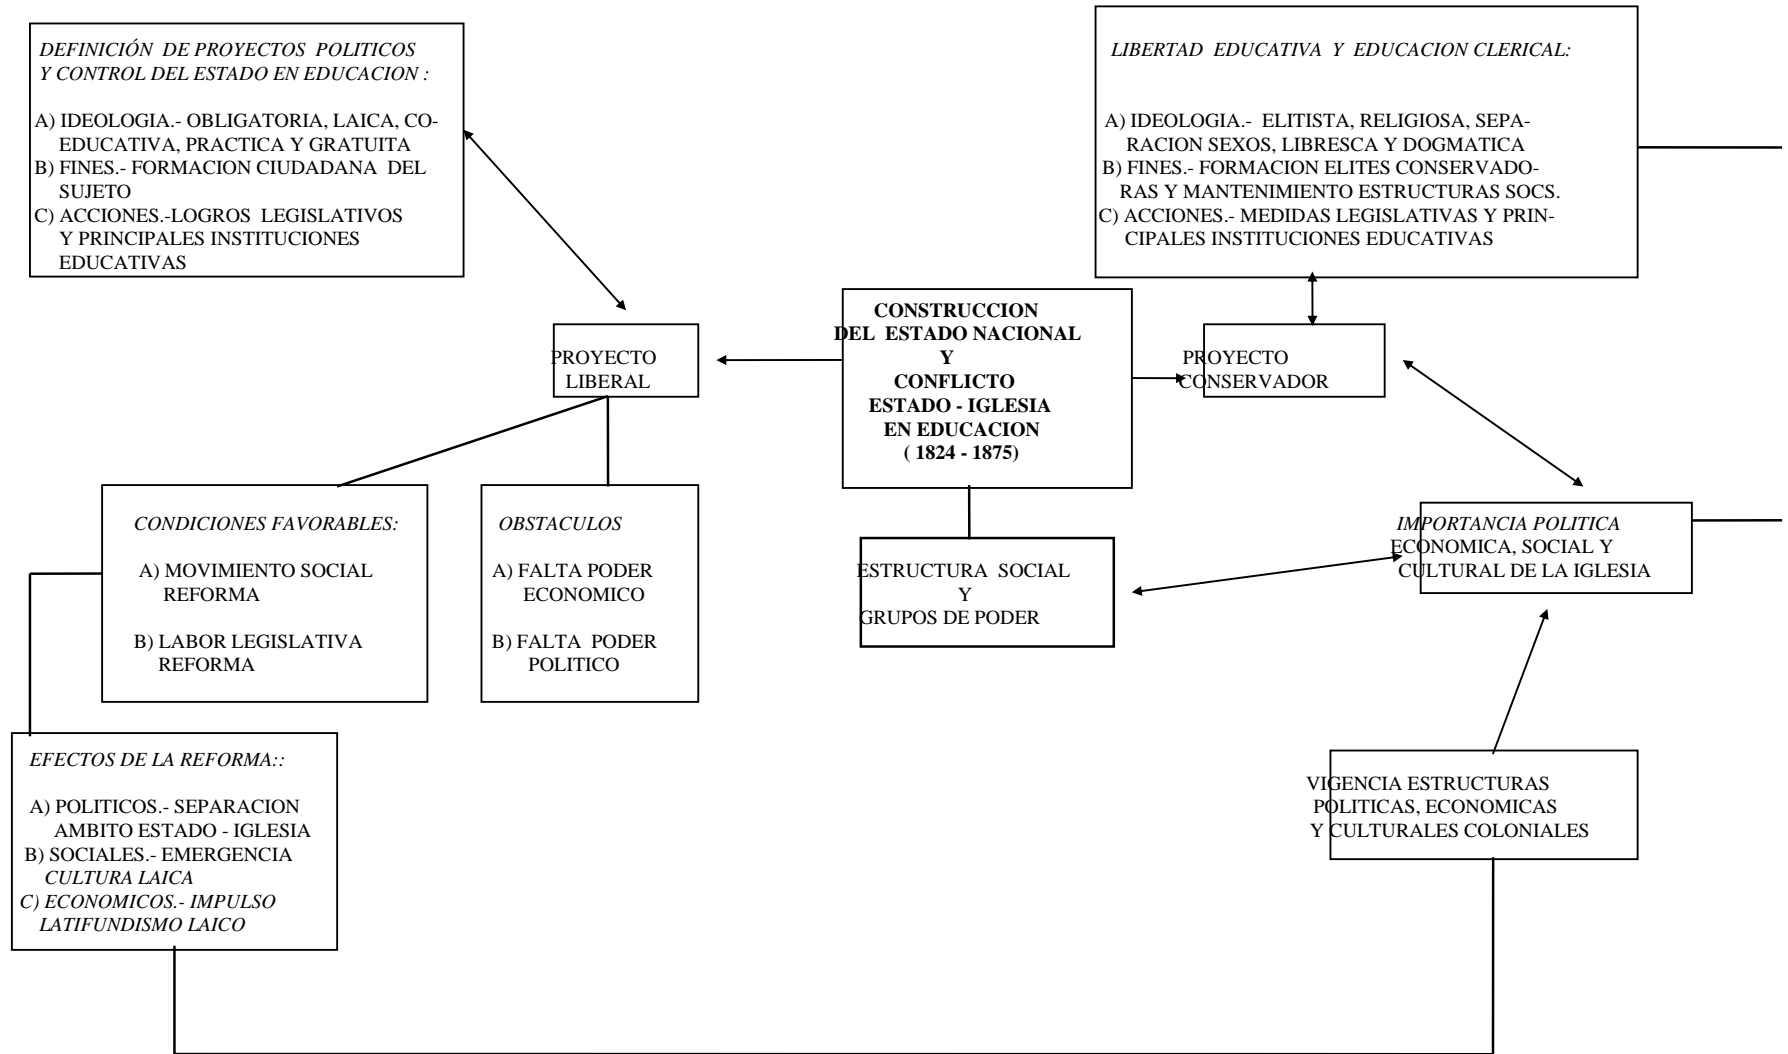 DEFINICIÓN DE PROYECTOS POLITICOS
Y CONTROL DEL ESTADO EN EDUCACION :
A) IDEOLOGIA.- OBLIGATORIA, LAICA, CO-
EDUCATIVA, PRACTICA Y GRATUITA
B) FINES.- FORMACION CIUDADANA DEL
SUJETO
C) ACCIONES.-LOGROS LEGISLATIVOS
Y PRINCIPALES INSTITUCIONES
EDUCATIVAS
LIBERTAD EDUCATIVA Y EDUCACION CLERICAL:
A) IDEOLOGIA.- ELITISTA, RELIGIOSA, SEPA-
RACION SEXOS, LIBRESCA Y DOGMATICA
B) FINES.- FORMACION ELITES CONSERVADO-
RAS Y MANTENIMIENTO ESTRUCTURAS SOCS.
C) ACCIONES.- MEDIDAS LEGISLATIVAS Y PRIN-
CIPALES INSTITUCIONES EDUCATIVAS
PROYECTO
LIBERAL
CONSTRUCCION
DEL ESTADO NACIONAL
Y
CONFLICTO
ESTADO - IGLESIA
EN EDUCACION
( 1824 - 1875)
PROYECTO
CONSERVADOR
CONDICIONES FAVORABLES:
A) MOVIMIENTO SOCIAL
REFORMA
B) LABOR LEGISLATIVA
REFORMA
OBSTACULOS
A) FALTA PODER
ECONOMICO
B) FALTA PODER
POLITICO
ESTRUCTURA SOCIAL
Y
GRUPOS DE PODER
IMPORTANCIA POLITICA
ECONOMICA, SOCIAL Y
CULTURAL DE LA IGLESIA
EFECTOS DE LA REFORMA::
A) POLITICOS.- SEPARACION
AMBITO ESTADO - IGLESIA
B) SOCIALES.- EMERGENCIA
CULTURA LAICA
C) ECONOMICOS.- IMPULSO
LATIFUNDISMO LAICO
VIGENCIA ESTRUCTURAS
POLITICAS, ECONOMICAS
Y CULTURALES COLONIALES